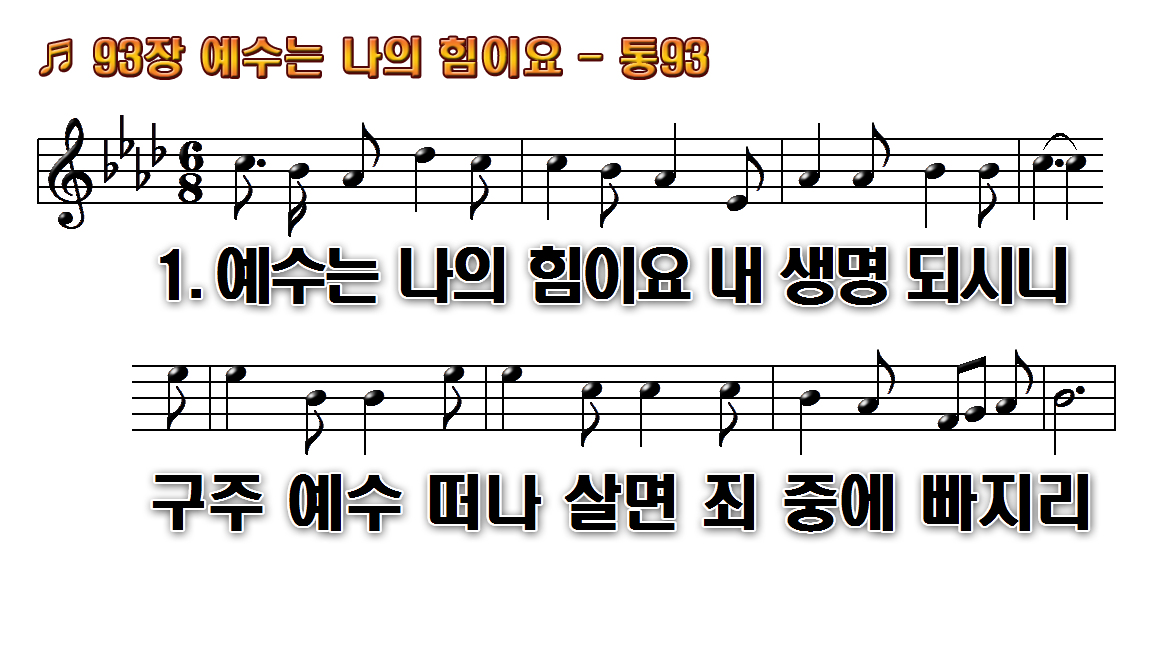 ♬ 93장 예수는 나의 힘이요 - 통93
6
8
1. 예수는 나의 힘이요 내 생명 되시니
구주 예수 떠나 살면 죄 중에 빠지리